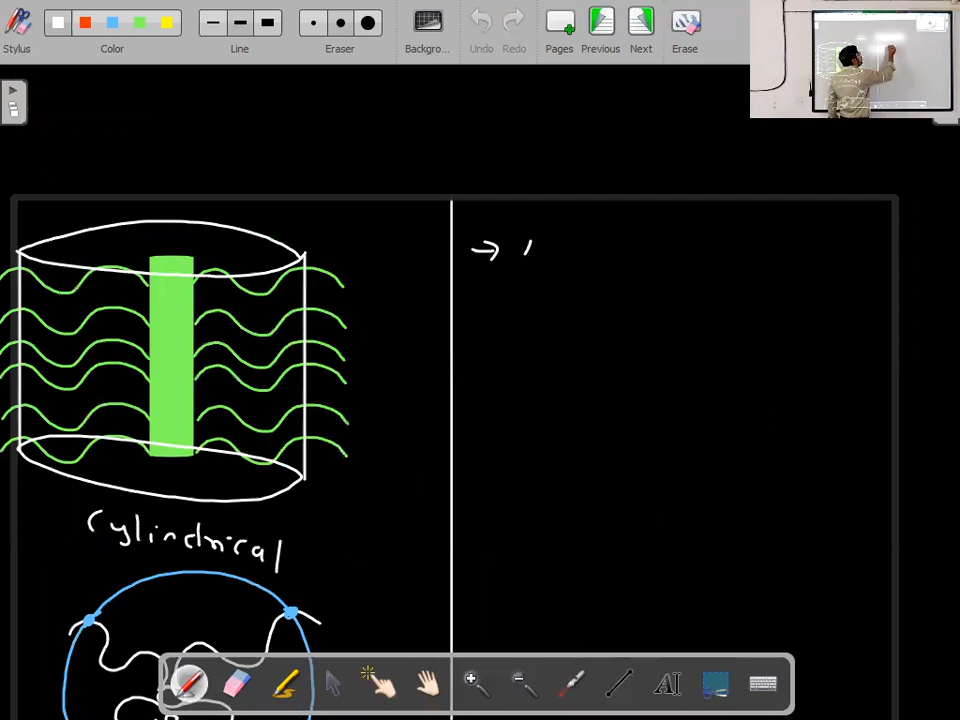 Stylus Color Line Eraser Backgro... Undo Redo Pages Previous Next Erase
→
Cylindrical